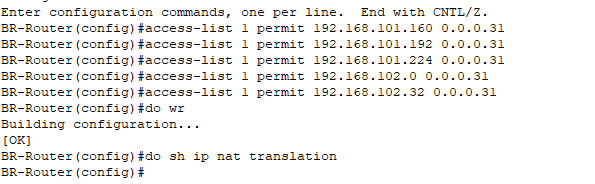 Enter configuration commands, one per line.  End with CNTL/Z.
BR-Router(config)#access-list 1 permit 192.168.101.160 0.0.0.31
BR-Router(config)#access-list 1 permit 192.168.101.192 0.0.0.31
BR-Router(config)#access-list 1 permit 192.168.101.224 0.0.0.31
BR-Router(config)#access-list 1 permit 192.168.102.0 0.0.0.31
BR-Router(config)#access-list 1 permit 192.168.102.32 0.0.0.31
BR-Router(config)#do wr
Building configuration...
[OK]
BR-Router(config)#do sh ip nat translation
BR-Router(config)#